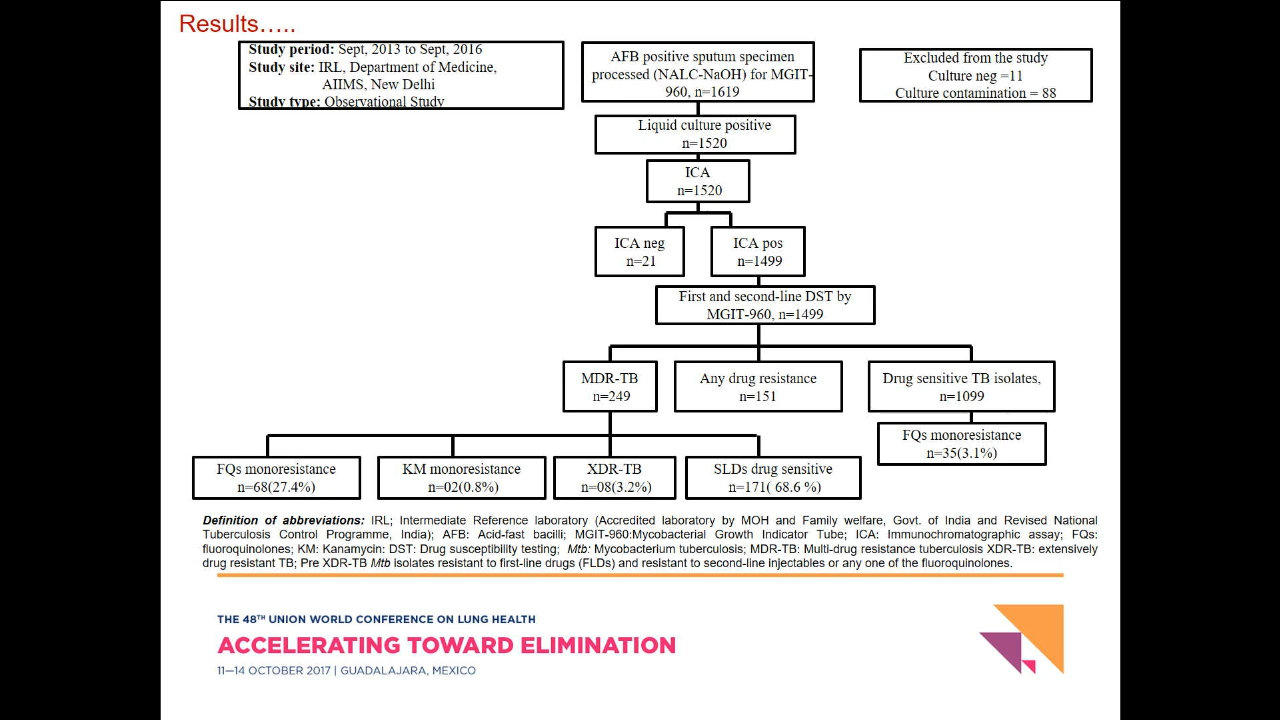 Results…..
Study period: Sept, 2013 to Sept, 2016
Study site: IRL, Department of Medicine,
AIIMS, New Delhi
Study type: Observational Study
AFB positive sputum specimen
processed (NALC-NaOH) for MGIT-
960, n=1619
Excluded from the study
Culture neg =11
Culture contamination = 88
Liquid culture positive
n=1520
ICA
n=1520
ICA neg
n=21
ICA pos
n=1499
First and second-line DST by
MGIT-960, n=1499
MDR-TB
n=249
Any drug resistance
n=151
Drug sensitive TB isolates,
n=1099
FQs monoresistance
n=35(3.1%)
FQs monoresistance
n=68(27.4%)
KM monoresistance
n=02(0.8%)
XDR-TB
n=08(3.2%)
SLDs drug sensitive
n=171( 68.6 %)
Definition of abbreviations: IRL; Intermediate Reference laboratory (Accredited laboratory by MOH and Family welfare, Govt. of India and Revised National
Tuberculosis Control Programme, India); AFB: Acid-fast bacilli; MGIT-960:Mycobacterial Growth Indicator Tube; ICA: Immunochromatographic assay; FQs:
fluoroquinolones; KM: Kanamycin: DST: Drug susceptibility testing; Mtb: Mycobacterium tuberculosis; MDR-TB: Multi-drug resistance tuberculosis XDR-TB: extensively
drug resistant TB; Pre XDR-TB Mtb isolates resistant to first-line drugs (FLDs) and resistant to second-line injectables or any one of the fluoroquinolones.
THE 48TH UNION WORLD CONFERENCE ON LUNG HEALTH
ACCELERATING TOWARD ELIMINATION
11—14 OCTOBER 2017 | GUADALAJARA, MEXICO